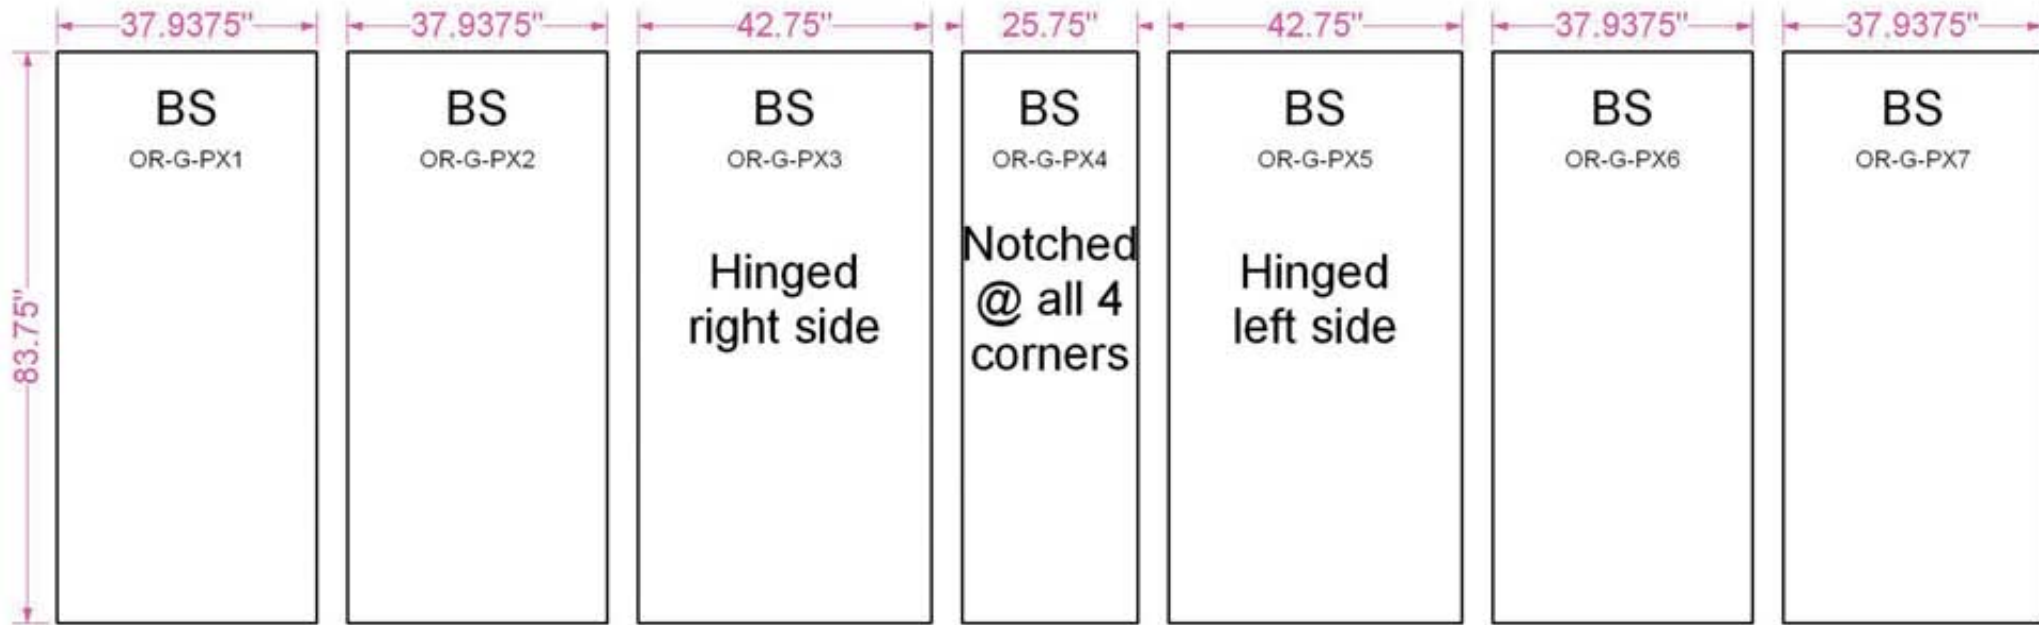 37.9375" 37.9375" 42.75" 25.75" 42.75" 37.9375" 37.9375"
83.75"
BS
OR-G-PX1
BS
OR-G-PX2
BS
OR-G-PX3
Hinged
right side
BS
OR-G-PX4
Notched
@ all 4
corners
BS
OR-G-PX5
Hinged
left side
BS
OR-G-PX6
BS
OR-G-PX7